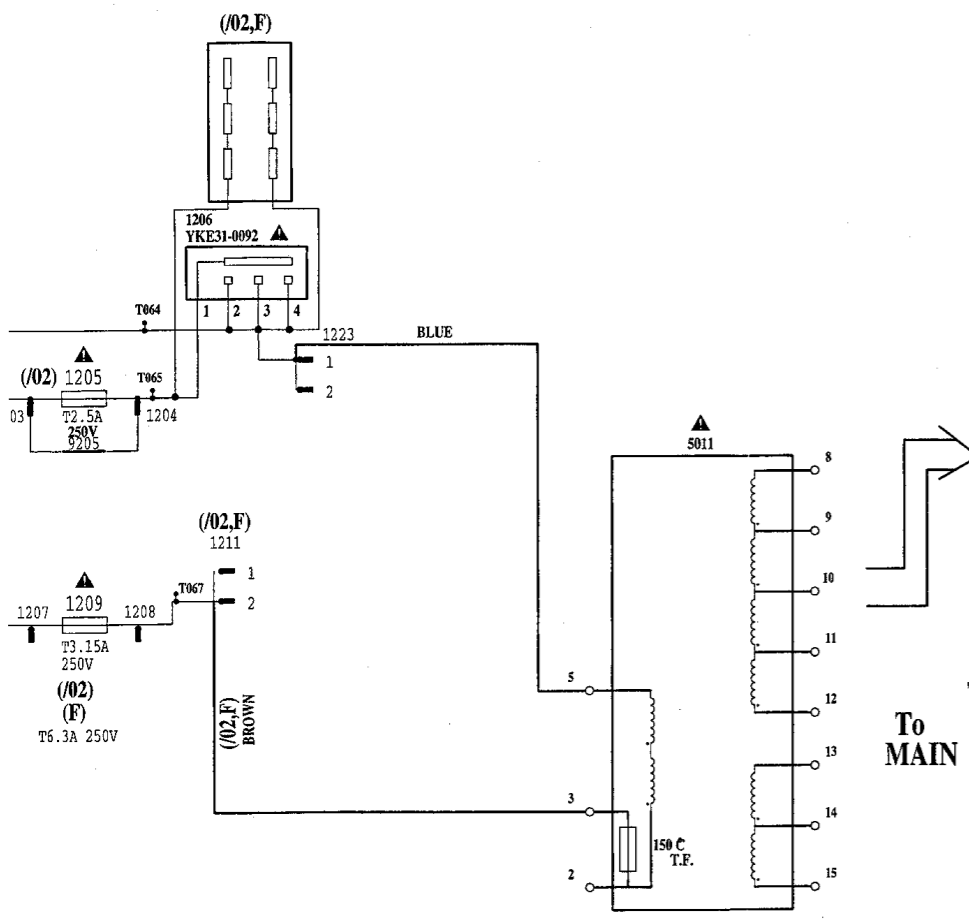 (/02,F)
1206
YKE31-0092
1 2 3 4
T064
1223
BLUE
1
2
(/02)
1205
T065
03
T2.5A
1204
250V
9205
5011
8
9
10
11
12
13
14
15
(/02,F)
1211
1
2
T067
1207
1209
1208
T3.15A
250V
(/02)
(F)
T6.3A 250V
(/02,F)
BROWN
5
3
2
150 C
T.F.
To
MAIN